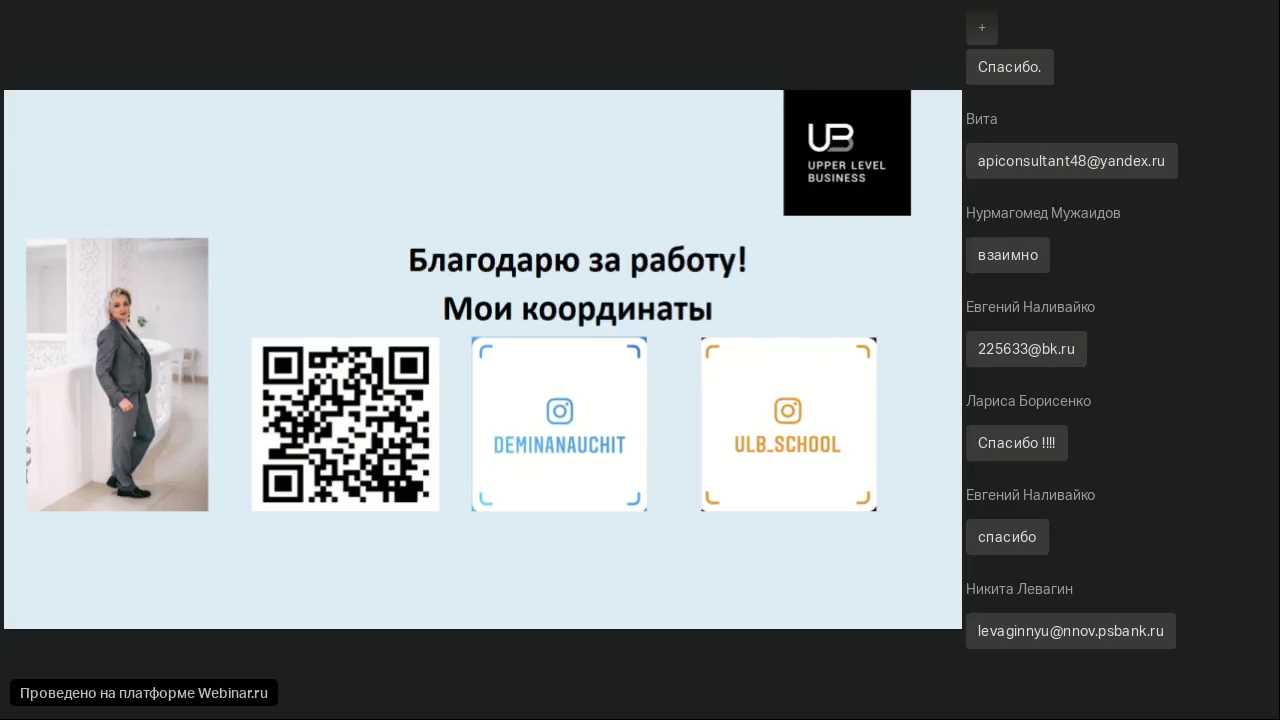 UB
UPPER LEVEL
BUSINESS
Благодарю за работу!
Мои координаты
DEMINANAUCHIT
ULB_SCHOOL
+
Спасибо.
Вита
apiconsultant48@yandex.ru
Нурмагомед Мужаидов
взаимно
Евгений Наливайко
225633@bk.ru
Лариса Борисенко
Спасибо !!!!
Евгений Наливайко
спасибо
Никита Левагин
levaginnyu@nnov.psbank.ru
Проведено на платформе Webinar.ru